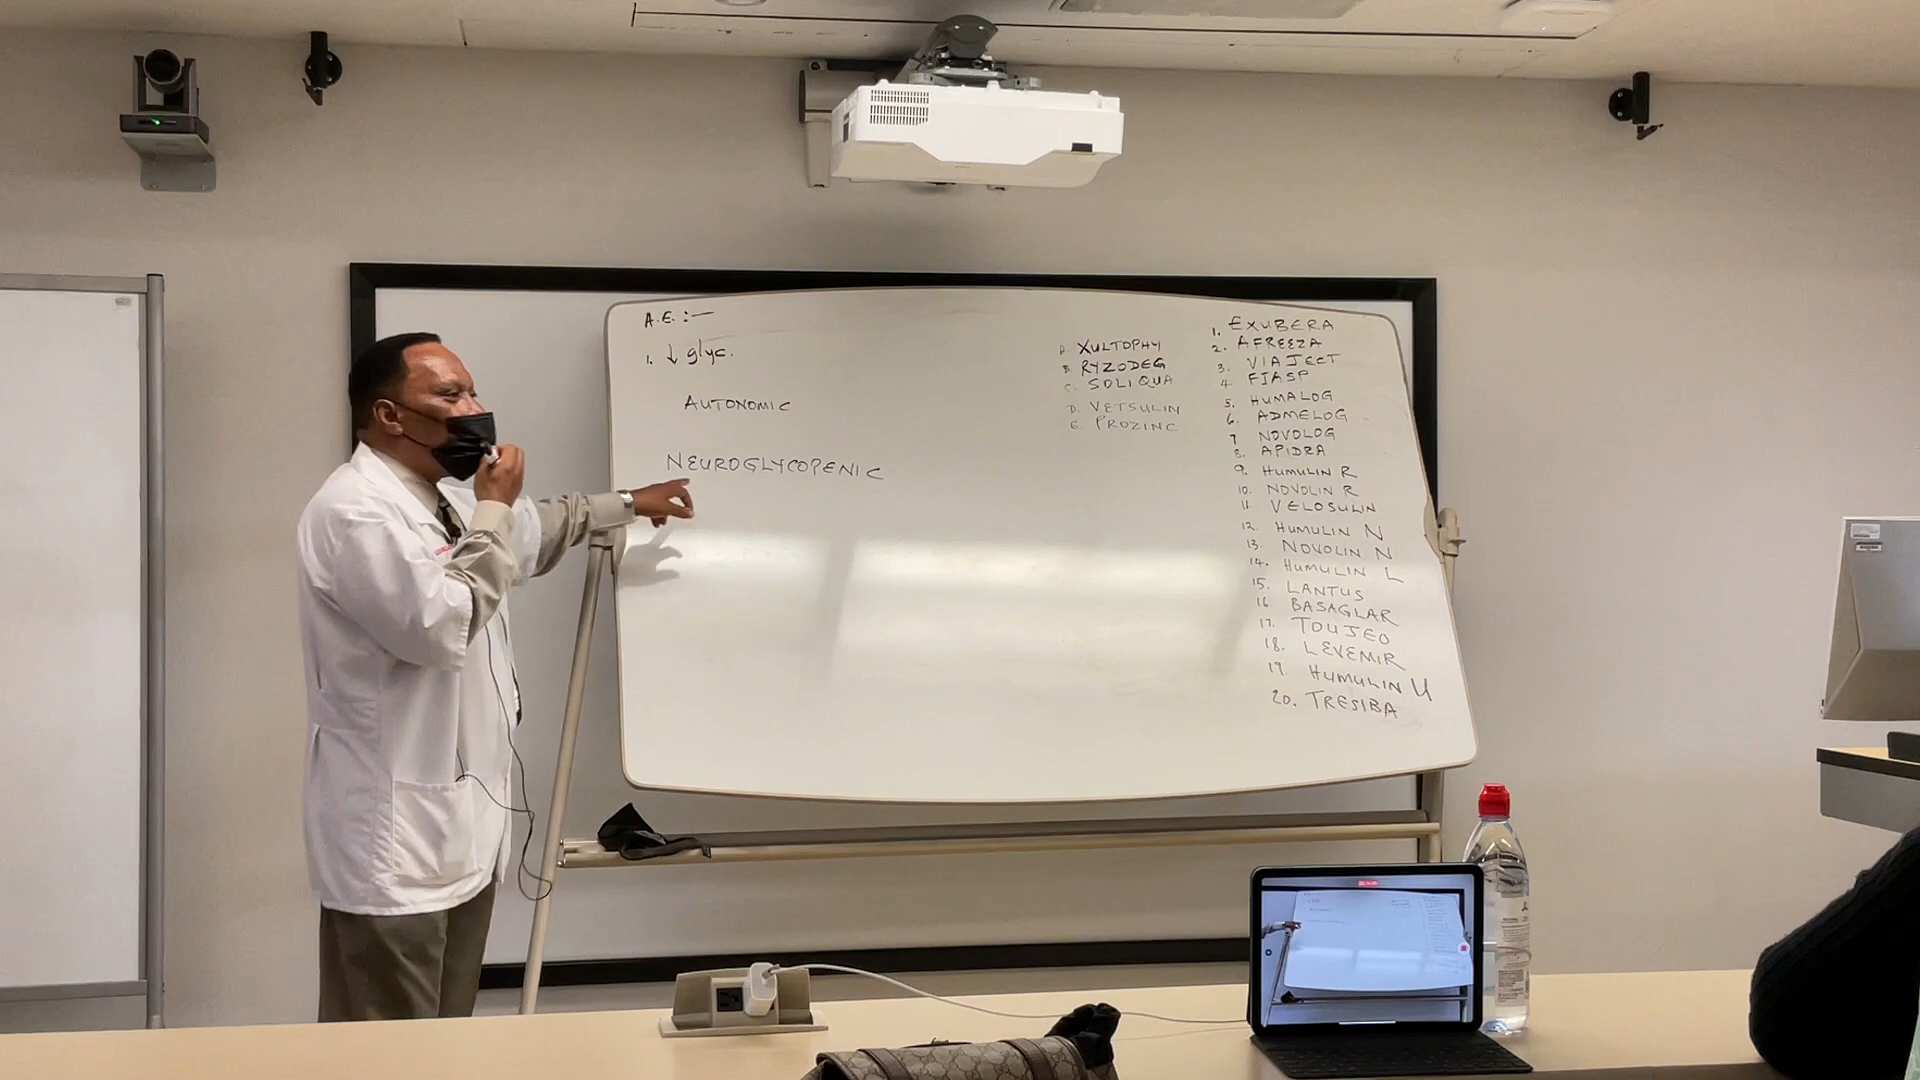 A.E. :—
1. ↓ glyc.
AUTONOMIC
NEUROGLYCOPENIC
A. XULTOPHY
B. RYZODEG
C. SOLIQUA
D. VETSULIN
E. PROZINC
1. EXUBERA
2. AFREEZA
3. VIAJECT
4. FIASP
5. HUMALOG
6. ADMELOG
7 NOVOLOG
8. APIDRA
9. HUMULIN R
10. NOVOLIN R
11. VELOSULIN
12. HUMULIN N
13. NOVOLIN N
14. HUMULIN L
15. LANTUS
16. BASAGLAR
17. TOUJEO
18. LEVEMIR
19. HUMULIN U
20. TRESIBA